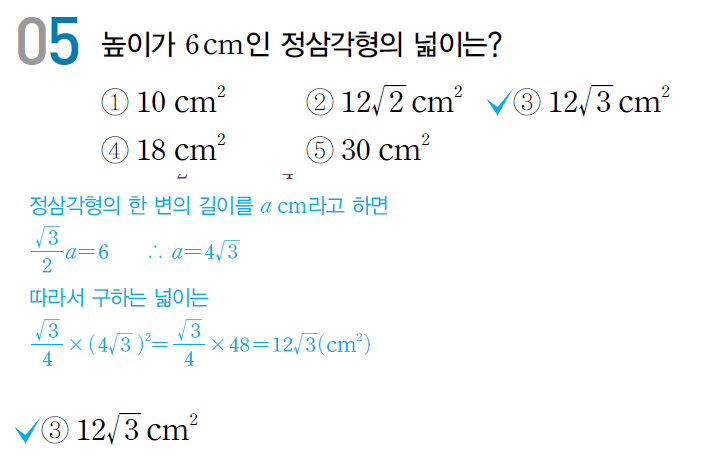 05 높이가 6cm인 정삼각형의 넓이는?
① 10 cm² ② 12√2 cm² ✓③ 12√3 cm²
④ 18 cm² ⑤ 30 cm²
정삼각형의 한 변의 길이를 a cm라고 하면
√3/2 a=6 ∴ a=4√3
따라서 구하는 넓이는
√3/4 × (4√3)²= √3/4 × 48=12√3(cm²)
✓③ 12√3 cm²